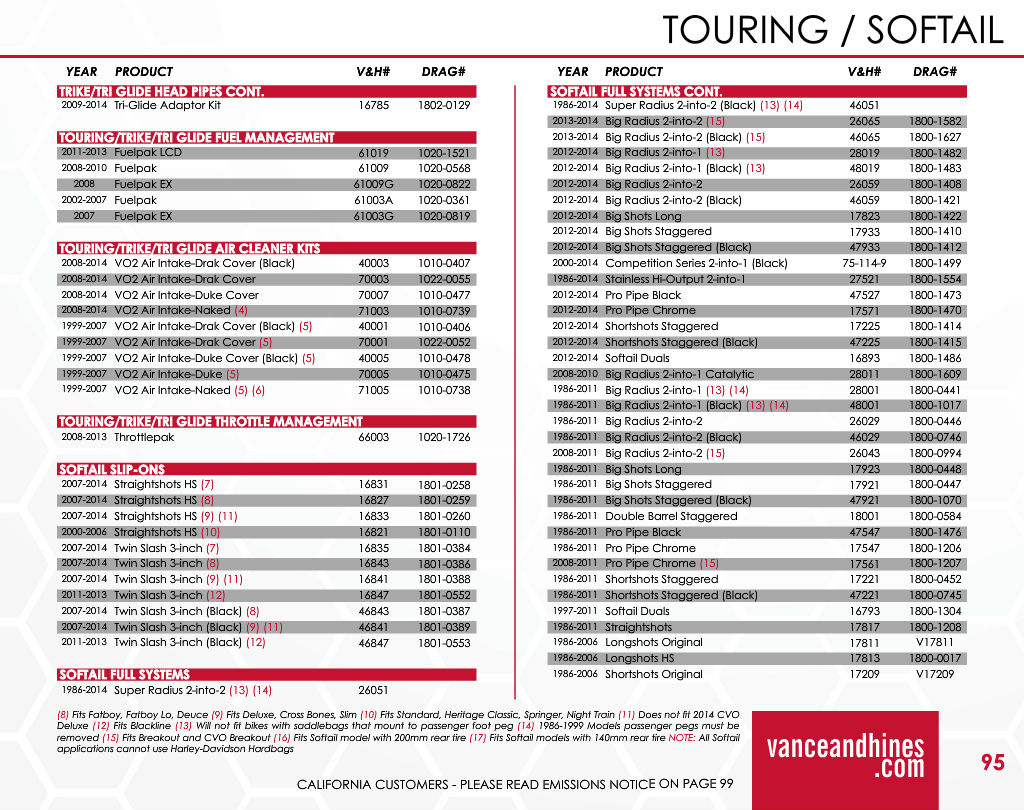 TOURING / SOFTAIL
YEAR PRODUCT V&H# DRAG#
TRIKE/TRI GLIDE HEAD PIPES CONT.
2009-2014 Tri-Glide Adaptor Kit 16785 1802-0129
TOURING/TRIKE/TRI GLIDE FUEL MANAGEMENT
2011-2013 Fuelpak LCD 61019 1020-1521
2008-2010 Fuelpak 61009 1020-0568
2008 Fuelpak EX 61009G 1020-0822
2002-2007 Fuelpak 61003A 1020-0361
2007 Fuelpak EX 61003G 1020-0819
TOURING/TRIKE/TRI GLIDE AIR CLEANER KITS
2008-2014 VO2 Air Intake-Drak Cover (Black) 40003 1010-0407
2008-2014 VO2 Air Intake-Drak Cover 70003 1022-0055
2008-2014 VO2 Air Intake-Duke Cover 70007 1010-0477
2008-2014 VO2 Air Intake-Naked (4) 71003 1010-0739
1999-2007 VO2 Air Intake-Drak Cover (Black) (5) 40001 1010-0406
1999-2007 VO2 Air Intake-Drak Cover (5) 70001 1022-0052
1999-2007 VO2 Air Intake-Duke Cover (Black) (5) 40005 1010-0478
1999-2007 VO2 Air Intake-Duke (5) 70005 1010-0475
1999-2007 VO2 Air Intake-Naked (5) (6) 71005 1010-0738
TOURING/TRIKE/TRI GLIDE THROTTLE MANAGEMENT
2008-2013 Throttlepak 66003 1020-1726
SOFTAIL SLIP-ONS
2007-2014 Straightshots HS (7) 16831 1801-0258
2007-2014 Straightshots HS (8) 16827 1801-0259
2007-2014 Straightshots HS (9) (11) 16833 1801-0260
2000-2006 Straightshots HS (10) 16821 1801-0110
2007-2014 Twin Slash 3-inch (7) 16835 1801-0384
2007-2014 Twin Slash 3-inch (8) 16843 1801-0386
2007-2014 Twin Slash 3-inch (9) (11) 16841 1801-0388
2011-2013 Twin Slash 3-inch (12) 16847 1801-0552
2007-2014 Twin Slash 3-inch (Black) (8) 46843 1801-0387
2007-2014 Twin Slash 3-inch (Black) (9) (11) 46841 1801-0389
2011-2013 Twin Slash 3-inch (Black) (12) 46847 1801-0553
SOFTAIL FULL SYSTEMS
1986-2014 Super Radius 2-into-2 (13) (14) 26051
YEAR PRODUCT V&H# DRAG#
SOFTAIL FULL SYSTEMS CONT.
1986-2014 Super Radius 2-into-2 (Black) (13) (14) 46051
2013-2014 Big Radius 2-into-2 (15) 26065 1800-1582
2013-2014 Big Radius 2-into-2 (Black) (15) 46065 1800-1627
2012-2014 Big Radius 2-into-1 (13) 28019 1800-1482
2012-2014 Big Radius 2-into-1 (Black) (13) 48019 1800-1483
2012-2014 Big Radius 2-into-2 26059 1800-1408
2012-2014 Big Radius 2-into-2 (Black) 46059 1800-1421
2012-2014 Big Shots Long 17823 1800-1422
2012-2014 Big Shots Staggered 17933 1800-1410
2012-2014 Big Shots Staggered (Black) 47933 1800-1412
2000-2014 Competition Series 2-into-1 (Black) 75-114-9 1800-1499
1986-2014 Stainless Hi-Output 2-into-1 27521 1800-1554
2012-2014 Pro Pipe Black 47527 1800-1473
2012-2014 Pro Pipe Chrome 17571 1800-1470
2012-2014 Shortshots Staggered 17225 1800-1414
2012-2014 Shortshots Staggered (Black) 47225 1800-1415
2012-2014 Softail Duals 16893 1800-1486
2008-2010 Big Radius 2-into-1 Catalytic 28011 1800-1609
1986-2011 Big Radius 2-into-1 (13) (14) 28001 1800-0441
1986-2011 Big Radius 2-into-1 (Black) (13) (14) 48001 1800-1017
1986-2011 Big Radius 2-into-2 26029 1800-0446
1986-2011 Big Radius 2-into-2 (Black) 46029 1800-0746
2008-2011 Big Radius 2-into-2 (15) 26043 1800-0994
1986-2011 Big Shots Long 17923 1800-0448
1986-2011 Big Shots Staggered 17921 1800-0447
1986-2011 Big Shots Staggered (Black) 47921 1800-1070
1986-2011 Double Barrel Staggered 18001 1800-0584
1986-2011 Pro Pipe Black 47547 1800-1476
1986-2011 Pro Pipe Chrome 17547 1800-1206
2008-2011 Pro Pipe Chrome (15) 17561 1800-1207
1986-2011 Shortshots Staggered 17221 1800-0452
1986-2011 Shortshots Staggered (Black) 47221 1800-0745
1997-2011 Softail Duals 16793 1800-1304
1986-2011 Straightshots 17817 1800-1208
1986-2006 Longshots Original 17811 V17811
1986-2006 Longshots HS 17813 1800-0017
1986-2006 Shortshots Original 17209 V17209
(8) Fits Fatboy, Fatboy Lo, Deuce (9) Fits Deluxe, Cross Bones, Slim (10) Fits Standard, Heritage Classic, Springer, Night Train (11) Does not fit 2014 CVO
Deluxe (12) Fits Blackline (13) Will not fit bikes with saddlebags that mount to passenger foot peg (14) 1986-1999 Models passenger pegs must be
removed (15) Fits Breakout and CVO Breakout (16) Fits Softail model with 200mm rear tire (17) Fits Softail models with 140mm rear tire NOTE: All Softail
applications cannot use Harley-Davidson Hardbags
vanceandhines
.com
95
CALIFORNIA CUSTOMERS - PLEASE READ EMISSIONS NOTICE ON PAGE 99